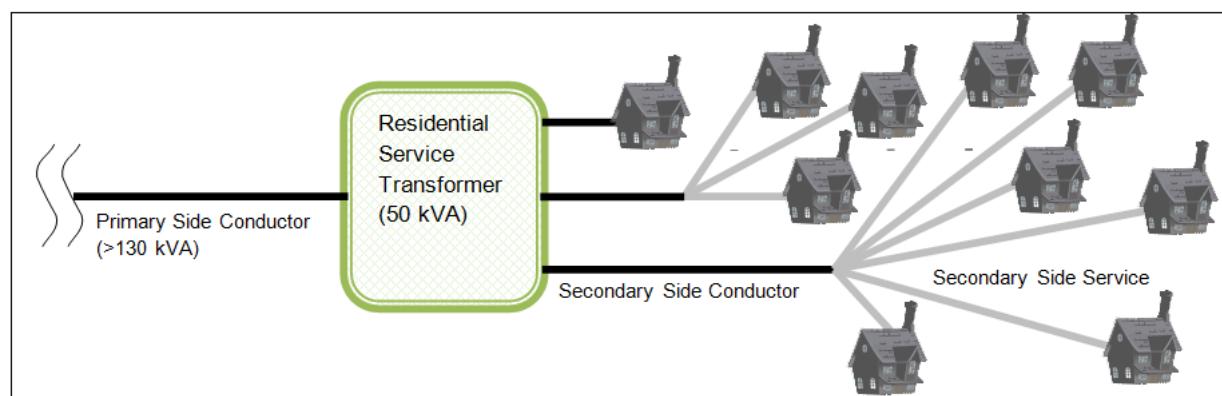 Residential
Service
Transformer
(50 kVA)
Primary Side Conductor
(>130 kVA)
Secondary Side Conductor
Secondary Side Service